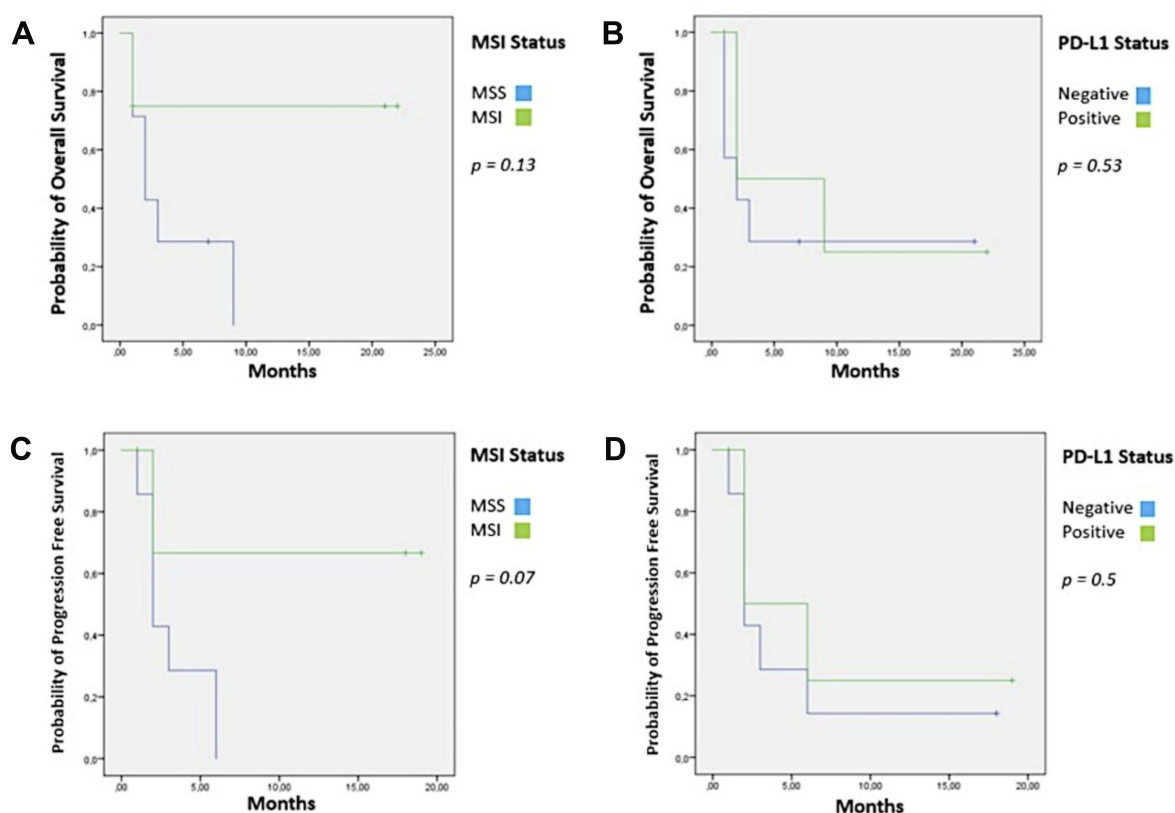 A
Probability of Overall Survival
1,0
0,8
0,6
0,4
0,2
0,0
,00 5,00 10,00 15,00 20,00 25,00
Months
MSI Status
MSS
MSI
p = 0.13
B
Probability of Overall Survival
1,0
0,8
0,6
0,4
0,2
0,0
,00 5,00 10,00 15,00 20,00 25,00
Months
PD-L1 Status
Negative
Positive
p = 0.53
C
Probability of Progression Free Survival
1,0
0,8
0,6
0,4
0,2
0,0
,00 5,00 10,00 15,00 20,00
Months
MSI Status
MSS
MSI
p = 0.07
D
Probability of Progression Free Survival
1,0
0,8
0,6
0,4
0,2
0,0
,00 5,00 10,00 15,00 20,00
Months
PD-L1 Status
Negative
Positive
p = 0.5